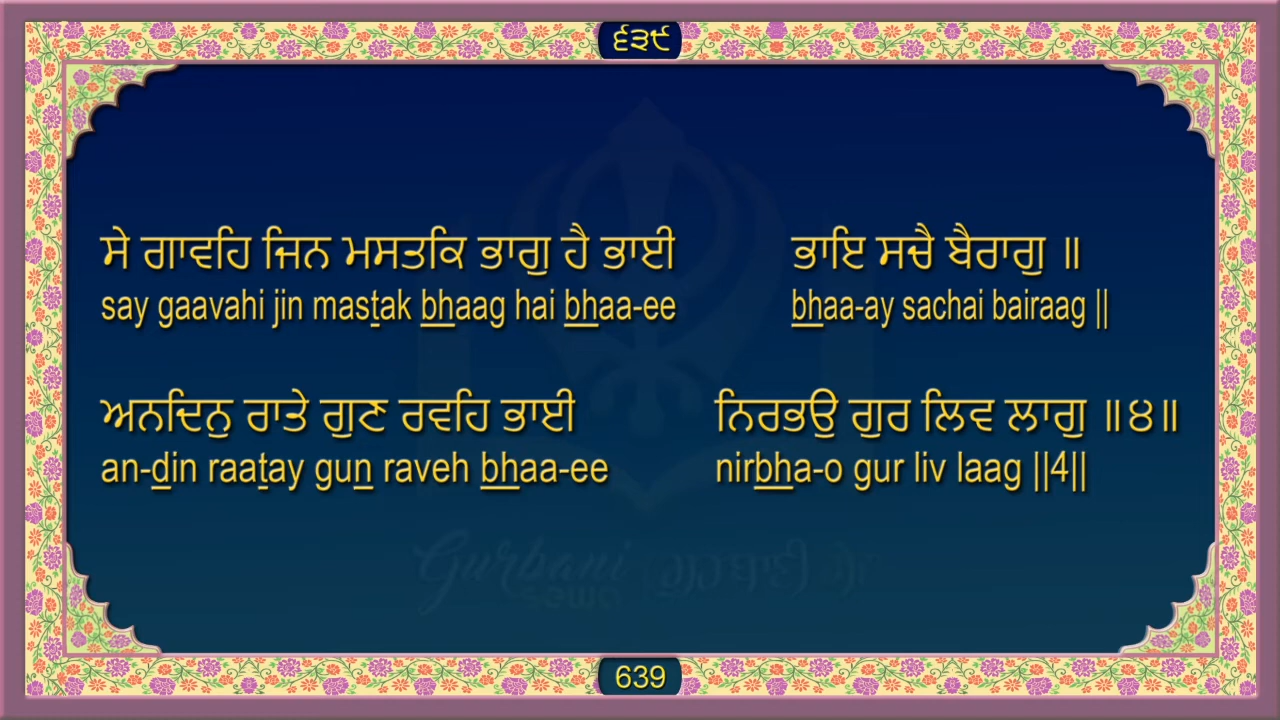 ੬੩੯
ਸੇ ਗਾਵਹਿ ਜਿਨ ਮਸਤਕਿ ਭਾਗੁ ਹੈ ਭਾਈ ਭਾਇ ਸਚੈ ਬੈਰਾਗੁ ॥
say gaavahi jin mastak bhaag hai bhaa-ee bhaa-ay sachai bairaag ||
ਅਨਦਿਨੁ ਰਾਤੇ ਗੁਣ ਰਵਹਿ ਭਾਈ ਨਿਰਭਉ ਗੁਰ ਲਿਵ ਲਾਗੁ ॥੪॥
an-din raatay gun raveh bhaa-ee nirbha-o gur liv laag ||4||
Gurbani
639